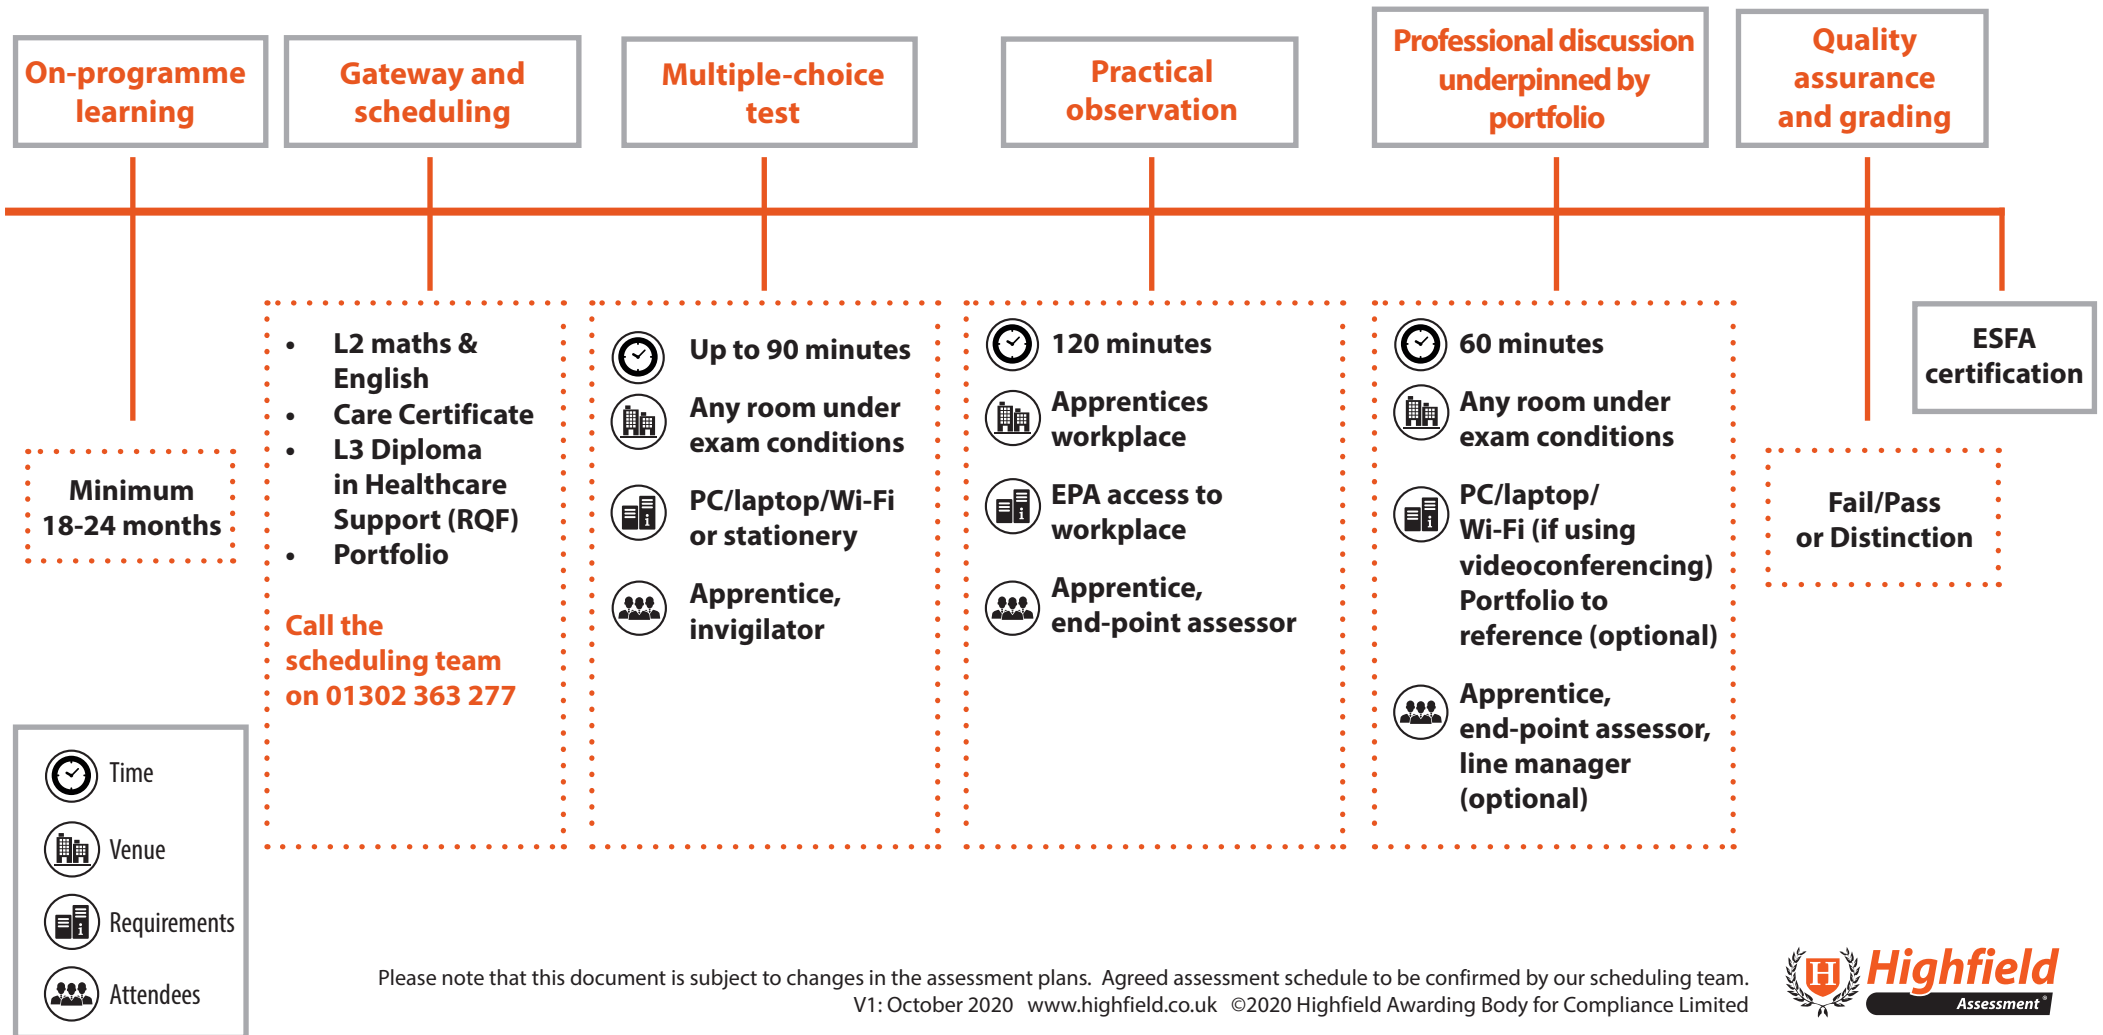 On-programme
learning
Gateway and
scheduling
Multiple-choice
test
Practical
observation
Professional discussion
underpinned by
portfolio
Quality
assurance
and grading
Minimum
18-24 months
• L2 maths &
English
• Care Certificate
• L3 Diploma
in Healthcare
Support (RQF)
• Portfolio
Call the
scheduling team
on 01302 363 277
Up to 90 minutes
Any room under
exam conditions
PC/laptop/Wi-Fi
or stationery
Apprentice,
invigilator
120 minutes
Apprentices
workplace
EPA access to
workplace
Apprentice,
end-point assessor
60 minutes
Any room under
exam conditions
PC/laptop/
Wi-Fi (if using
videoconferencing)
Portfolio to
reference (optional)
Apprentice,
end-point assessor,
line manager
(optional)
Fail/Pass
or Distinction
ESFA
certification
Time
Venue
Requirements
Attendees
Please note that this document is subject to changes in the assessment plans. Agreed assessment schedule to be confirmed by our scheduling team.
V1: October 2020 www.highfield.co.uk ©2020 Highfield Awarding Body for Compliance Limited
H
Highfield
Assessment®